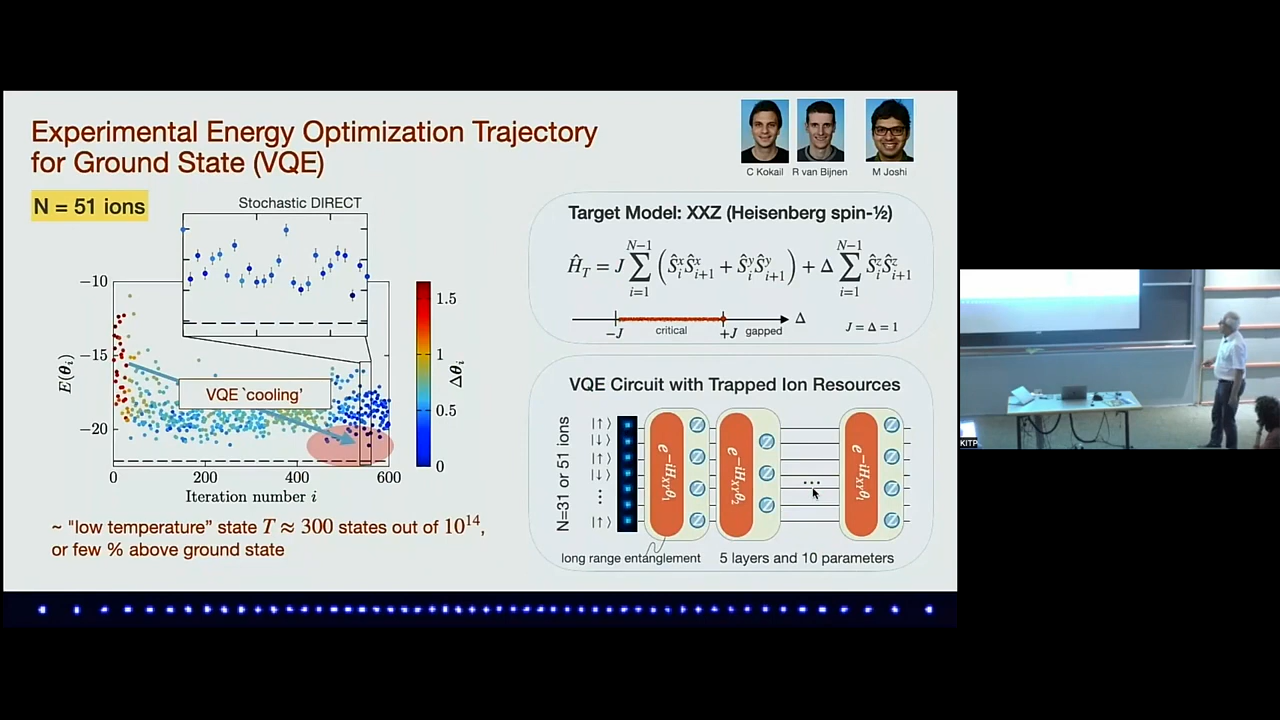 Experimental Energy Optimization Trajectory
for Ground State (VQE)
C Kokail
R van Bijnen
M Joshi
N = 51 ions
Stochastic DIRECT
−10
−15
−20
E(θᵢ)
0
200
400
600
Iteration number i
VQE `cooling'
1.5
1
0.5
0
Δθᵢ
~ "low temperature" state T ≈ 300 states out of 10¹⁴,
or few % above ground state
Target Model: XXZ (Heisenberg spin-½)
Ĥ_T = J ∑_{i=1}^{N−1} (Ŝᵢˣ Ŝᵢ₊₁ˣ + Ŝᵢʸ Ŝᵢ₊₁ʸ) + Δ ∑_{i=1}^{N−1} Ŝᵢᶻ Ŝᵢ₊₁ᶻ
Δ
−J
critical
+J
gapped
J = Δ = 1
VQE Circuit with Trapped Ion Resources
N=31 or 51 ions
|↑⟩
|↓⟩
|↑⟩
|↓⟩
⋮
|↑⟩
e^{−iH_{XY}θ₁}
Z
Z
Z
Z
e^{−iH_{XY}θ₂}
Z
Z
Z
...
e^{−iH_{XY}θ₁}
Z
Z
Z
Z
long range entanglement
5 layers and 10 parameters
KITP